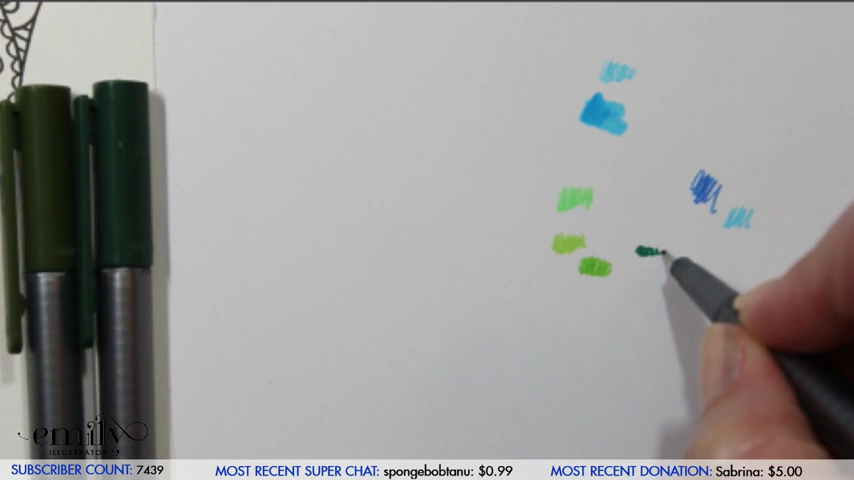 emily
ILLUSTRATOR
SUBSCRIBER COUNT: 7439 MOST RECENT SUPER CHAT: spongebobtanu: $0.99 MOST RECENT DONATION: Sabrina: $5.00